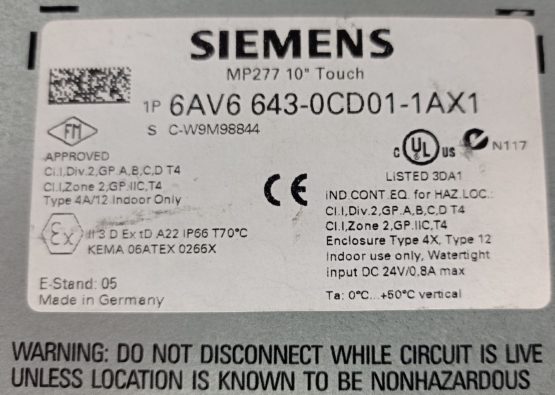 SIEMENS
MP277 10" Touch
1P 6AV6 643-0CD01-1AX1
S C-W9M98844
FM
APPROVED
Cl.I,Div.2,GP.A,B,C,D T4
Cl.I,Zone 2,GP.IIC,T4
Type 4A/12 Indoor Only
Ex II 3 D Ex tD A22 IP66 T70°C
KEMA 06ATEX 0266X
E-Stand: 05
Made in Germany
CE
C UL US N117
LISTED 3DA1
IND.CONT.EQ. for HAZ.LOC.:
Cl.I,Div.2,GP.A,B,C,D T4
Cl.I,Zone 2,GP.IIC,T4
Enclosure Type 4X, Type 12
Indoor use only, Watertight
Input DC 24V/0,8A max
Ta: 0°C...+50°C vertical
WARNING: DO NOT DISCONNECT WHILE CIRCUIT IS LIVE
UNLESS LOCATION IS KNOWN TO BE NONHAZARDOUS